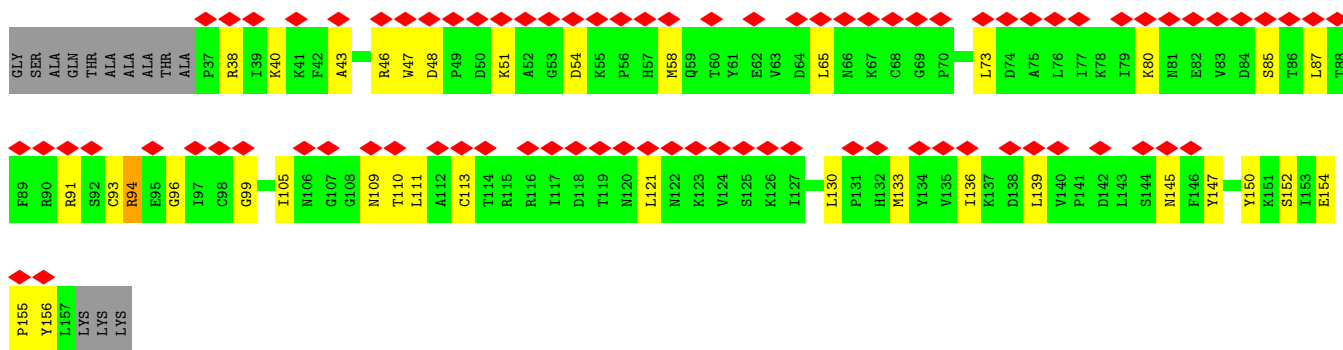 GLY SER ALA GLN THR ALA ALA ALA THR ALA P37 R38 I39 K40 K41 F42 A43 R46 W47 D48 P49 D50 K51 A52 G53 D54 K55 P56 H57 M58 Q59 T60 Y61 E62 V63 D64 L65 N66 K67 C68 G69 P70 L73 D74 A75 L76 I77 K78 I79 K80 N81 E82 V83 D84 S85 T86 L87 T88
F89 R90 R91 S92 C93 R94 E95 G96 I97 C98 G99 I105 N106 G107 G108 N109 T110 L111 A112 C113 T114 R115 R116 I117 D118 T119 N120 L121 N122 K123 V124 S125 K126 I127 L130 P131 H132 M133 Y134 V135 I136 K137 D138 L139 V140 P141 D142 L143 S144 N145 F146 Y147 Y150 K151 S152 I153 E154
P155 Y156 L157 LYS LYS LYS